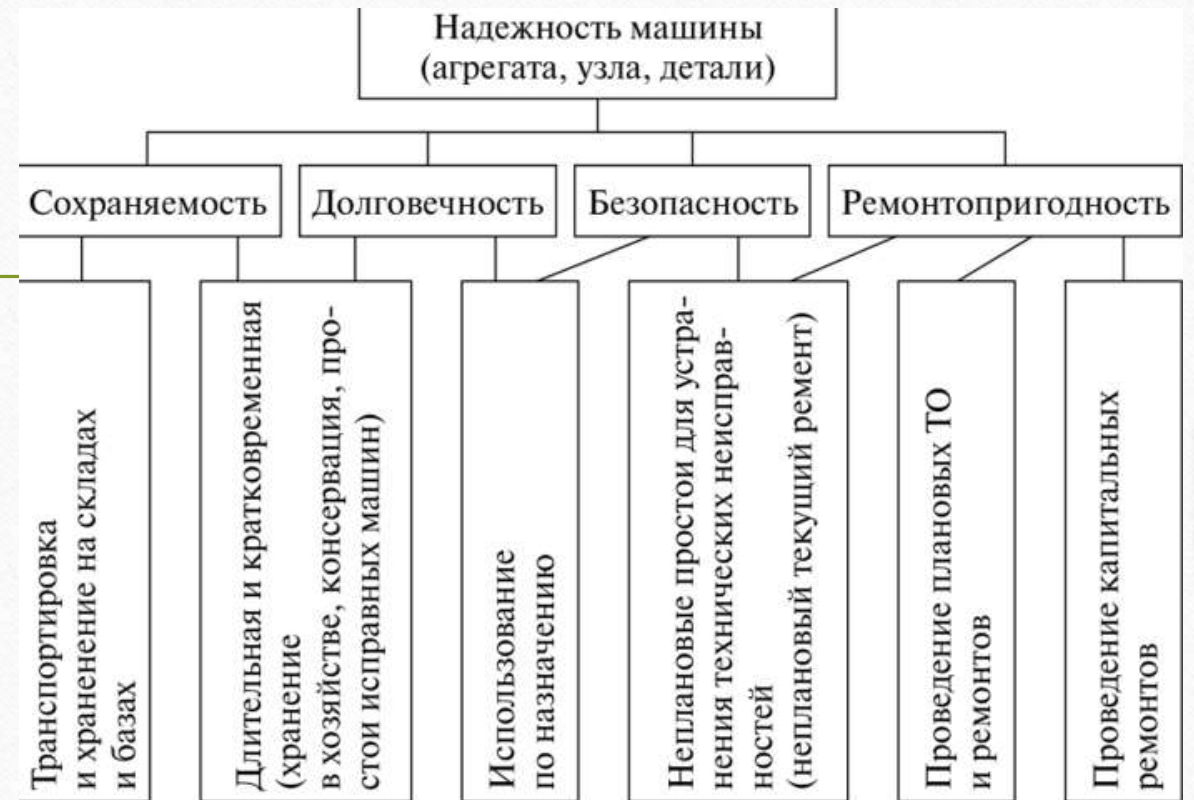 Надежность машины
(агрегата, узла, детали)
Сохраняемость
Долговечность
Безопасность
Ремонтопригодность
Транспортировка
и храненение на складах
и базах
Длительная и кратковременная
(хранение
в хозяйстве, консервация, про-
стои исправных машин)
Использование
по назначению
Неплановые простои для устра-
нения технических неисправ-
ностей
(неплановый текущий ремент)
Проведение плановых ТО
и ремонтов
Проведение капитальных
ремонтов